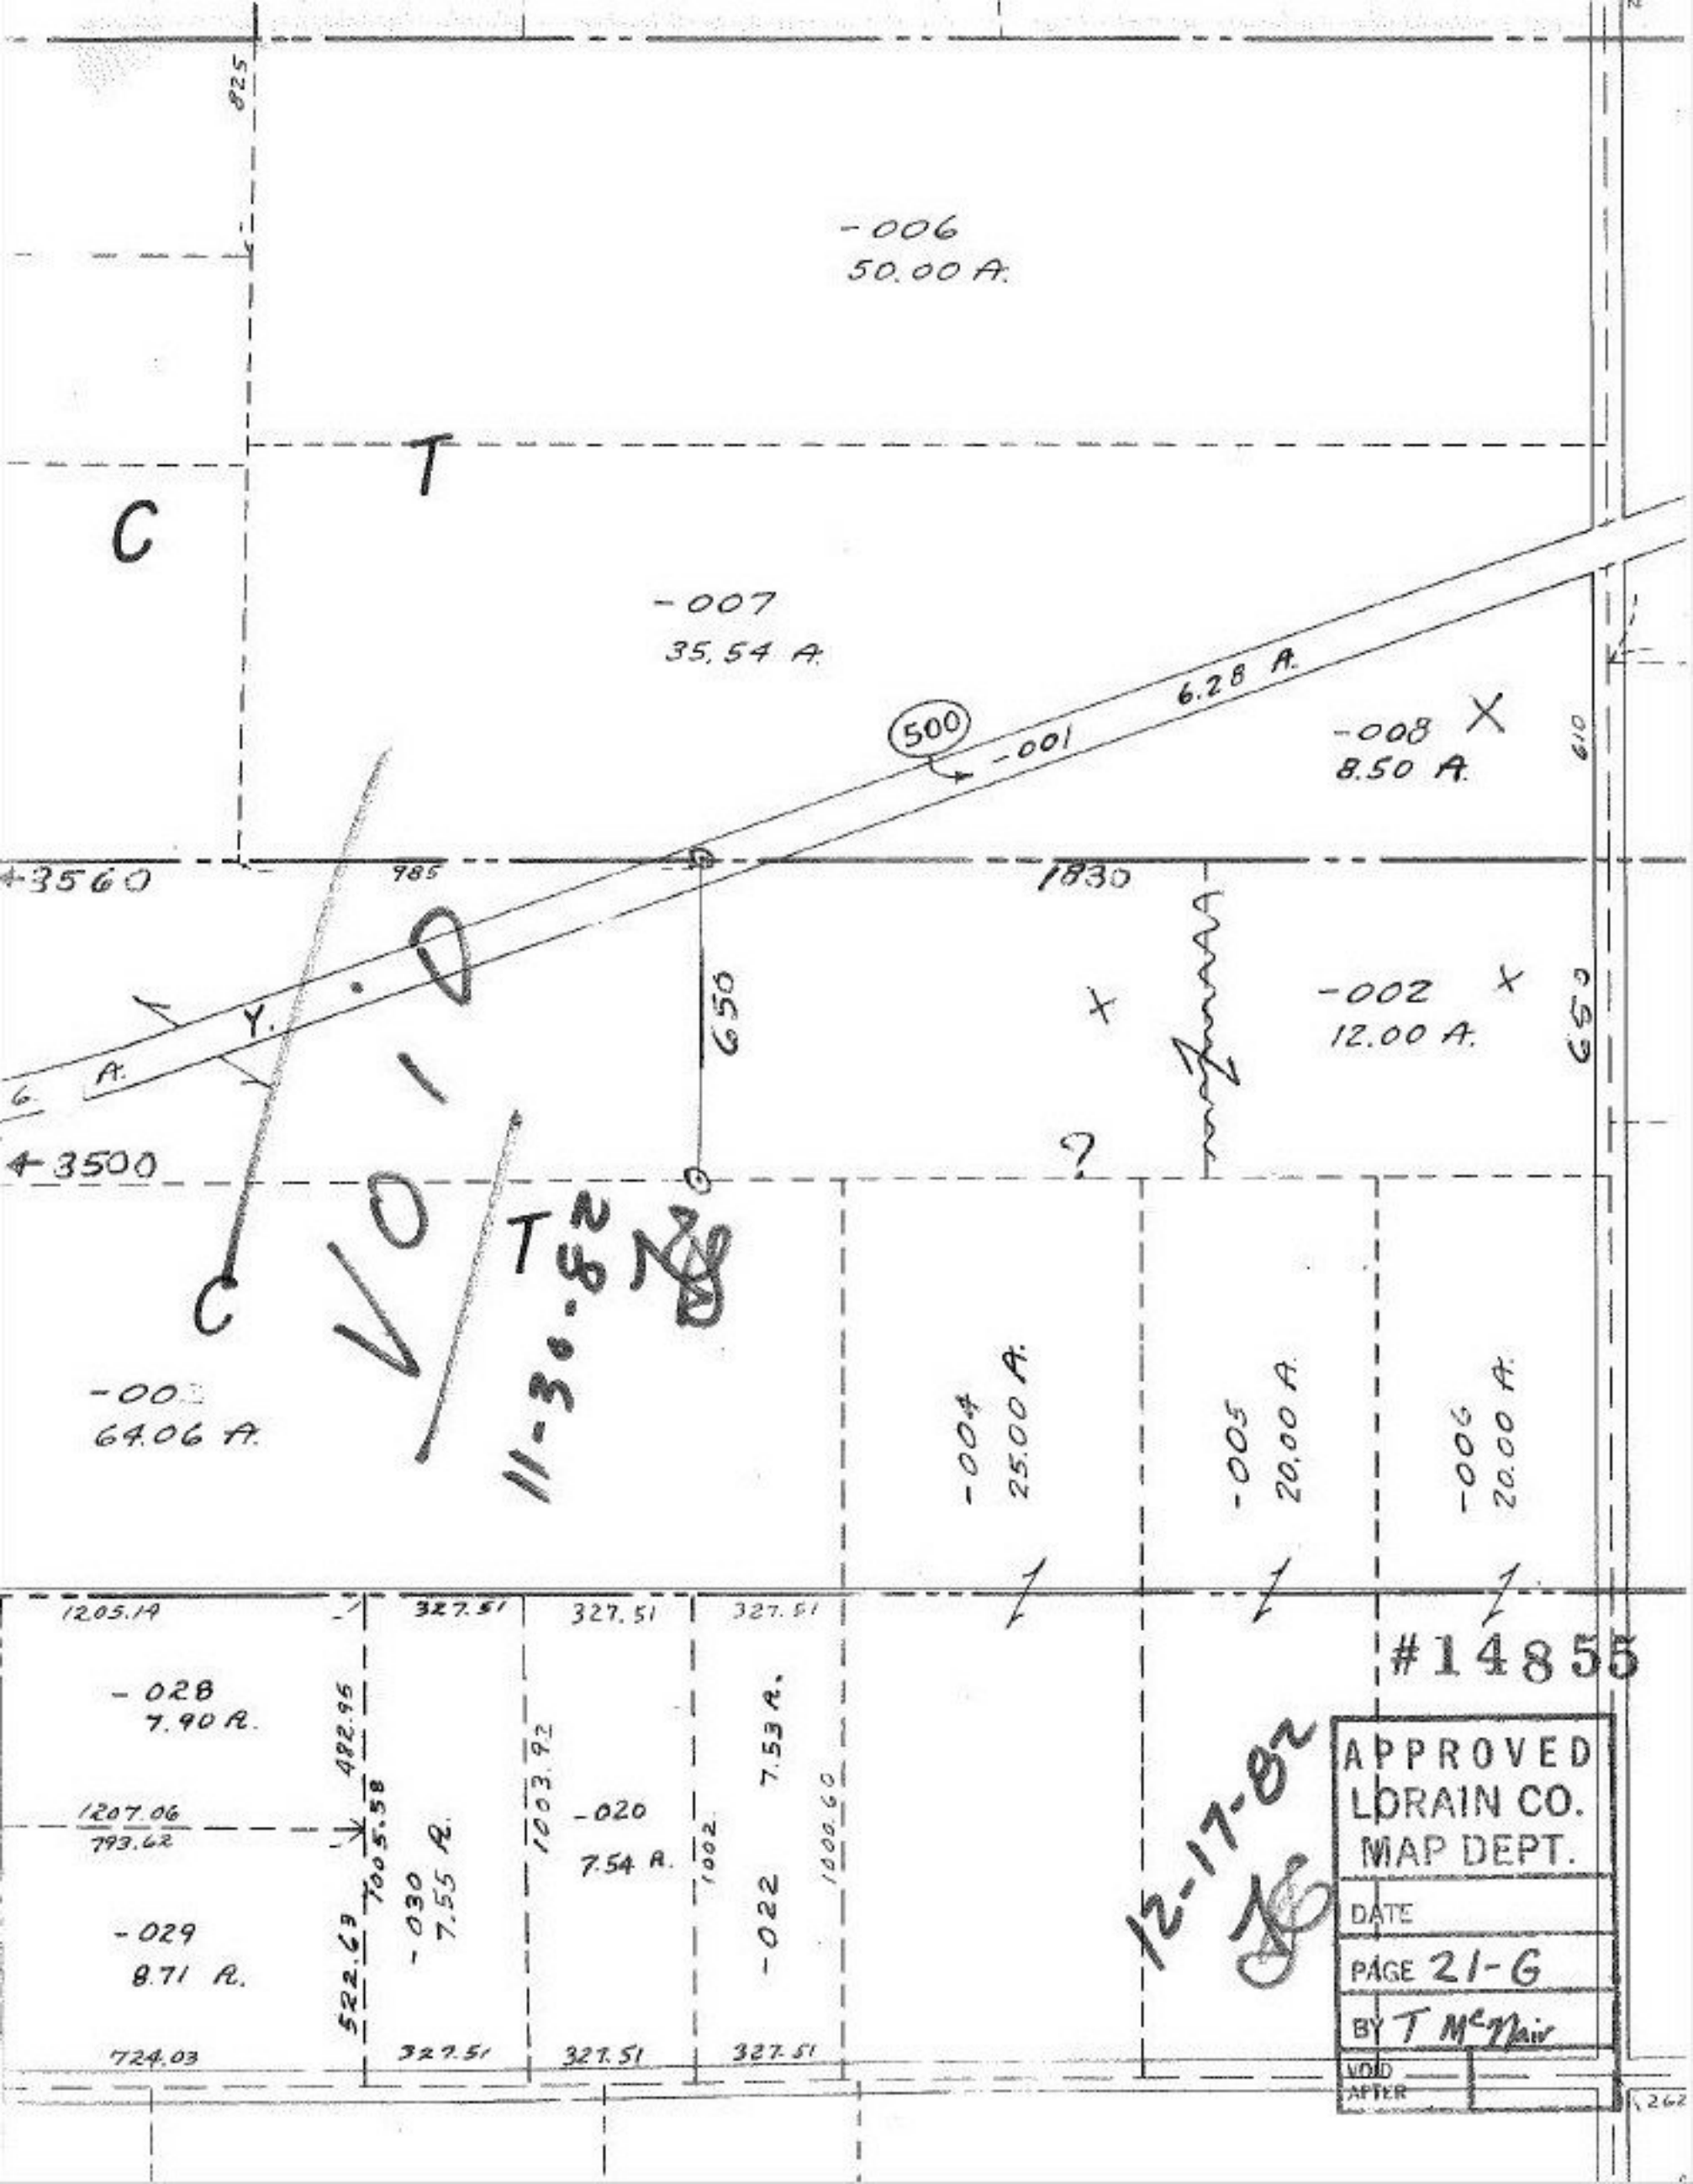 825
-006
50.00 A.
T
C
-007
35.54 A.
500
-001
6.28 A.
-008 X
8.50 A.
610
+3560
985
1830
650
X
-002 X
12.00 A.
650
Y.
6. A.
+3500
?
VOID
11-30-82
T
C
-00
64.06 A.
-004
25.00 A.
-005
20.00 A.
-006
20.00 A.
1205.19
327.51
327.51
327.51
#14855
-028
7.90 A.
482.95
1207.06
793.62
1005.58
-030
7.55 A.
1003.92
-020
7.54 A.
1002.
-022 7.53 A.
1000.60
-029
8.71 A.
522.63
724.03
327.51
327.51
327.51
12-17-82
APPROVED
LORAIN CO.
MAP DEPT.
DATE
PAGE 21-G
BY T McNair
VOID
AFTER
262